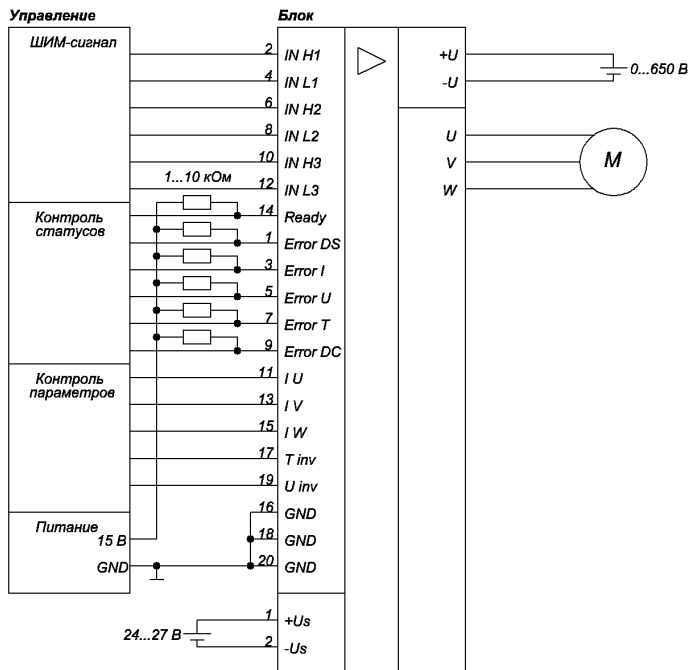 Управление
Блок
ШИМ-сигнал
2 IN H1
4 IN L1
6 IN H2
8 IN L2
10 IN H3
12 IN L3
1...10 кОм
Контроль
статусов
14 Ready
1 Error DS
3 Error I
5 Error U
7 Error T
9 Error DC
Контроль
параметров
11 I U
13 I V
15 I W
17 T inv
19 U inv
Питание
15 В
GND
16 GND
18 GND
20 GND
24...27 В
1 +Us
2 -Us
+U
-U
0...650 В
U
V
W
M